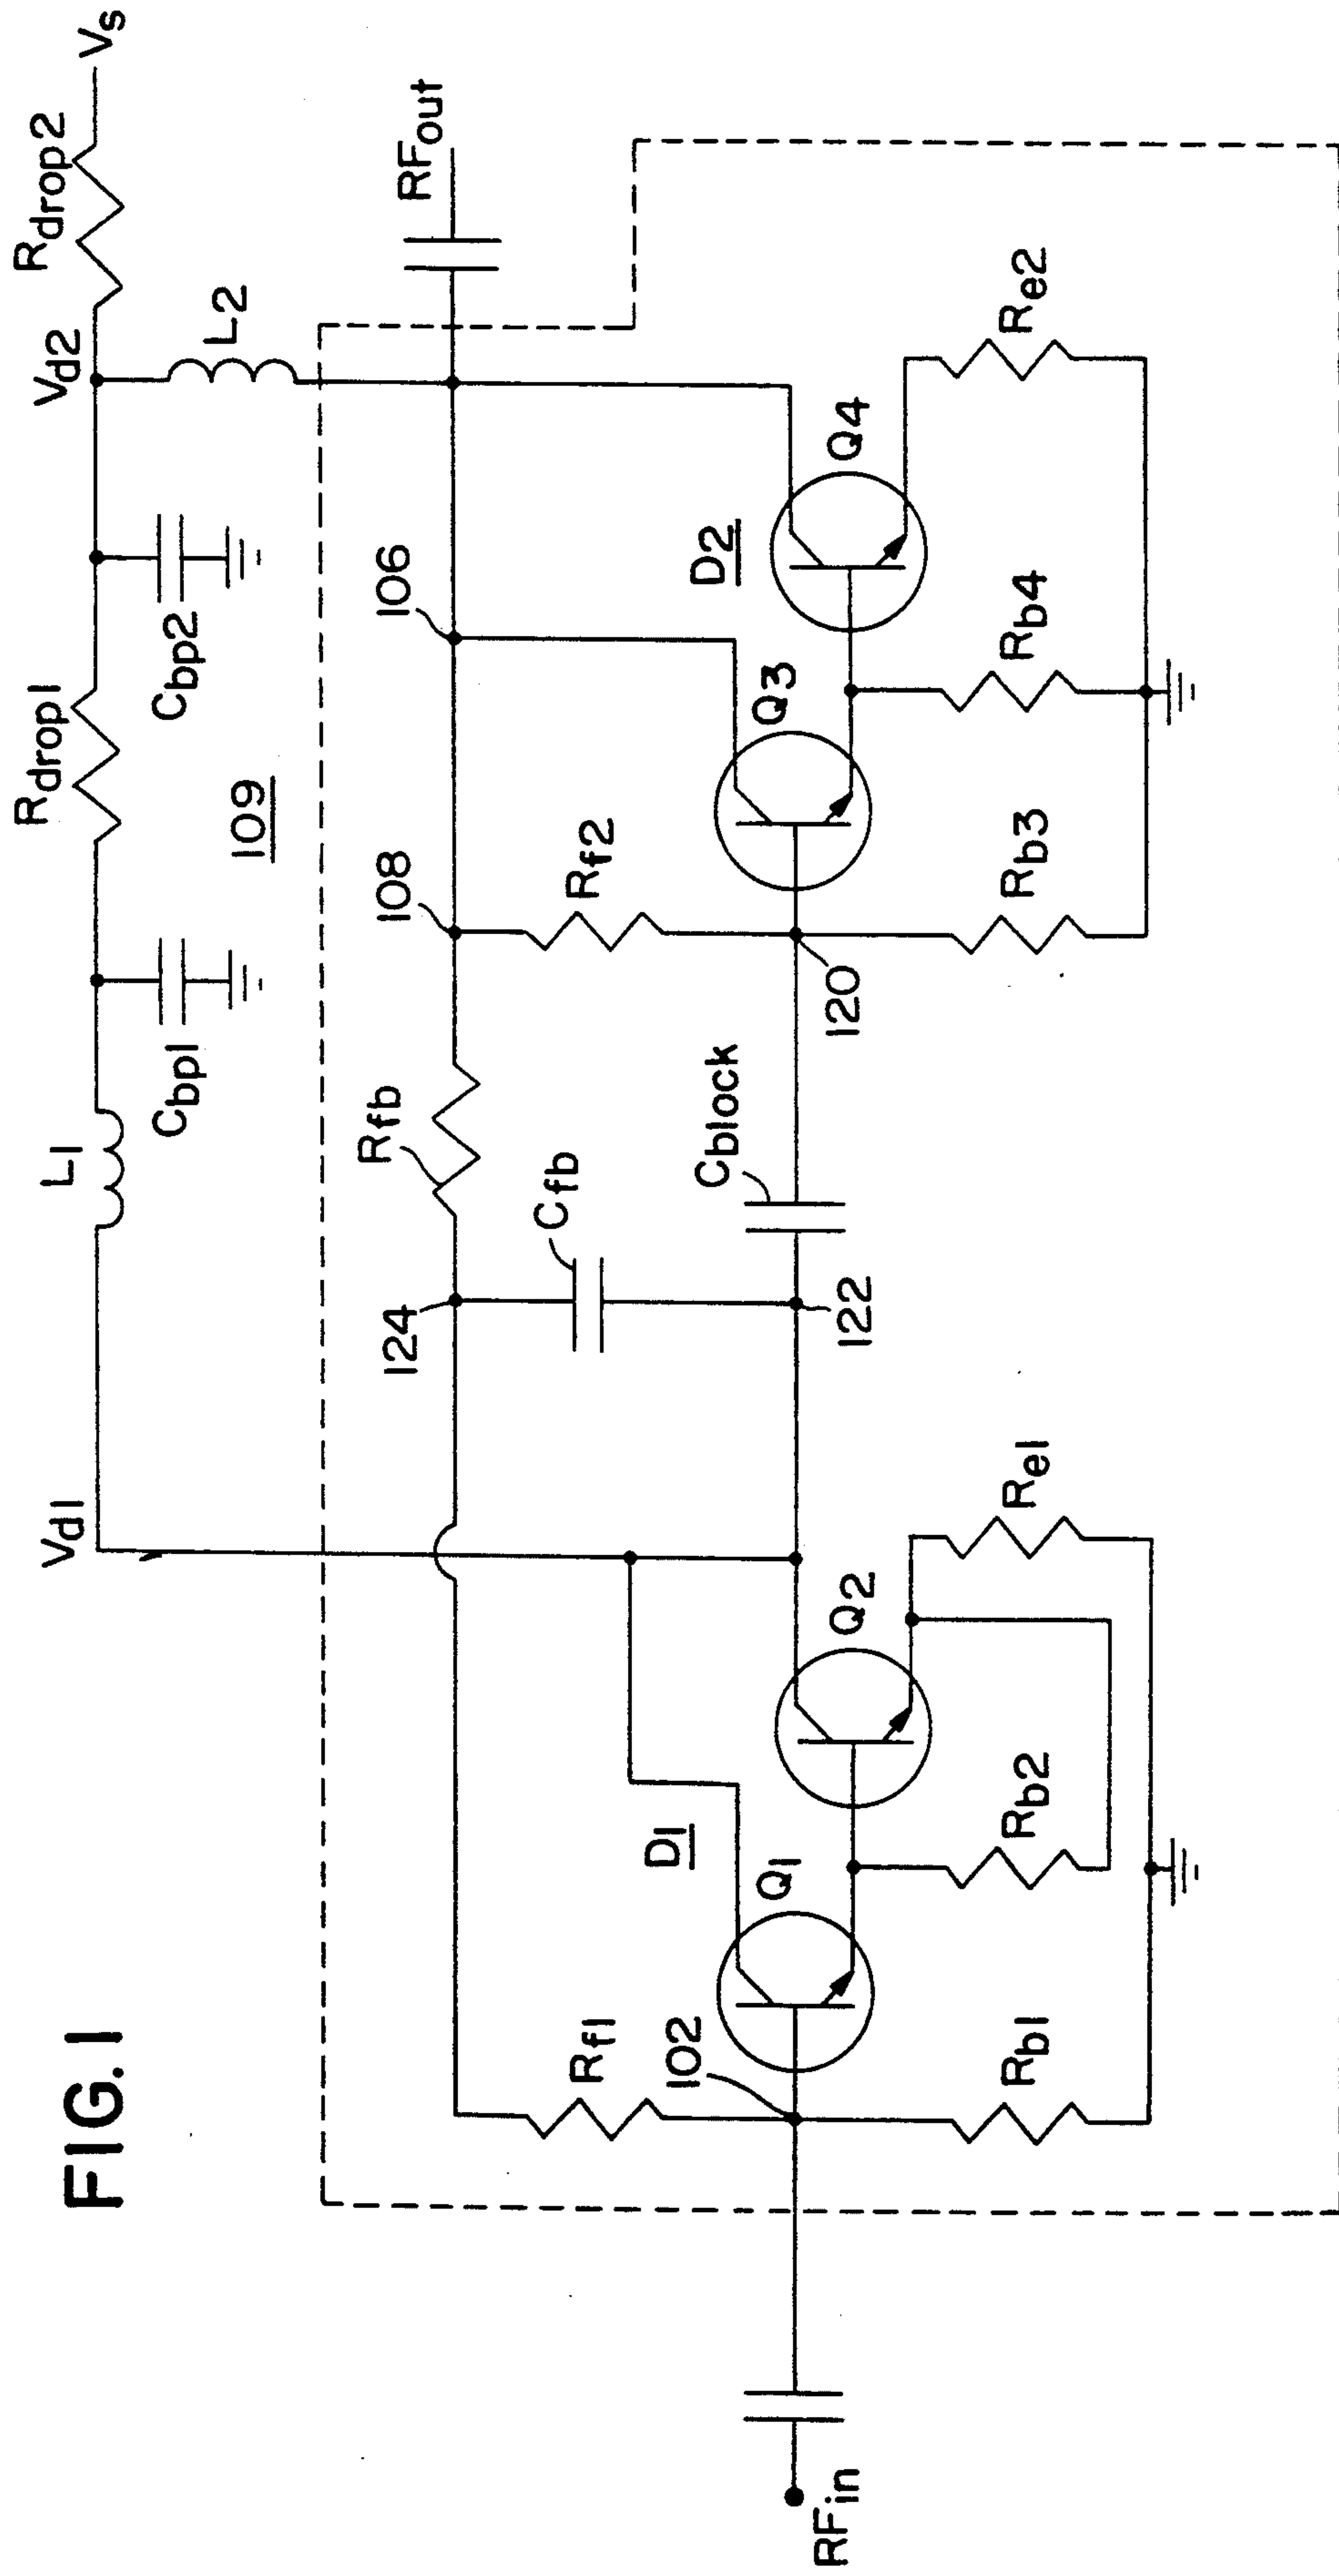 FIG. 1
Vd1
L1
Cbp1
Rdrop1
Cbp2
Vd2
Rdrop2
Vs
109
L2
RFout
124
Rfb
108
106
Rf1
Cfb
Rf2
D1
D2
102
Q1
Q2
122
Cblock
120
Q3
Q4
RFin
Rb1
Rb2
Re1
Rb3
Rb4
Re2